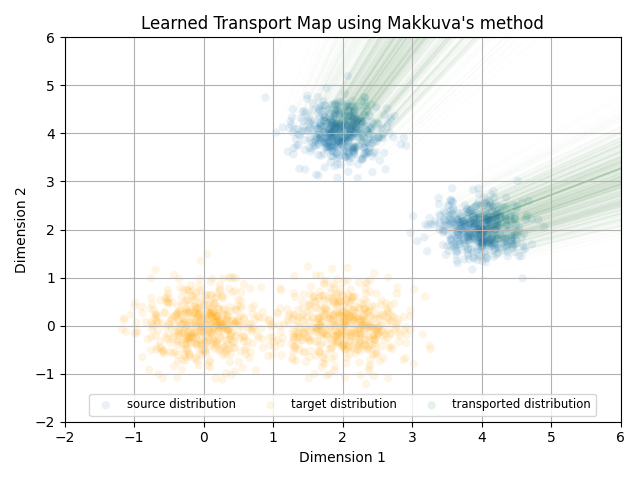 Learned Transport Map using Makkuva's method
6
5
4
3
2
1
0
−1
−2
Dimension 2
source distribution target distribution transported distribution
−2 −1 0 1 2 3 4 5 6
Dimension 1